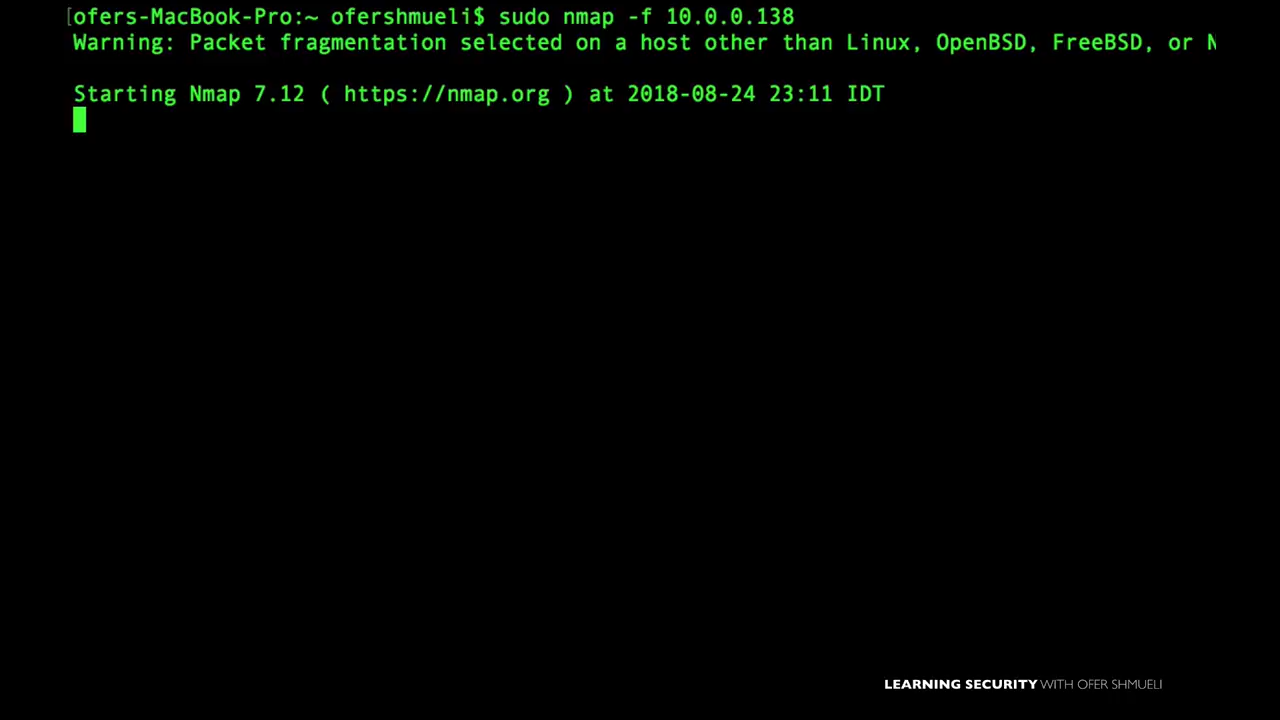 [ofers-MacBook-Pro:~ ofershmueli$ sudo nmap -f 10.0.0.138
Warning: Packet fragmentation selected on a host other than Linux, OpenBSD, FreeBSD, or N
Starting Nmap 7.12 ( https://nmap.org ) at 2018-08-24 23:11 IDT
LEARNING SECURITY WITH OFER SHMUELI